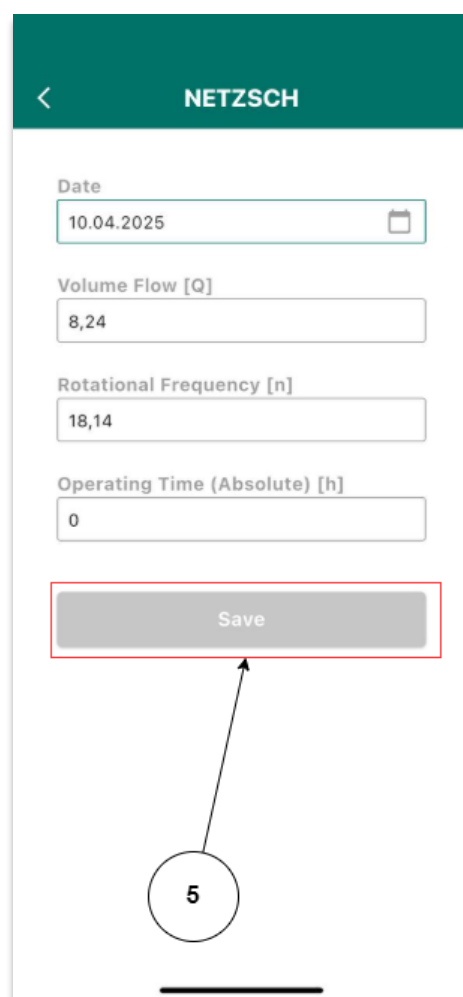 NETZSCH
Date
10.04.2025
Volume Flow [Q]
8,24
Rotational Frequency [n]
18,14
Operating Time (Absolute) [h]
0
Save
5